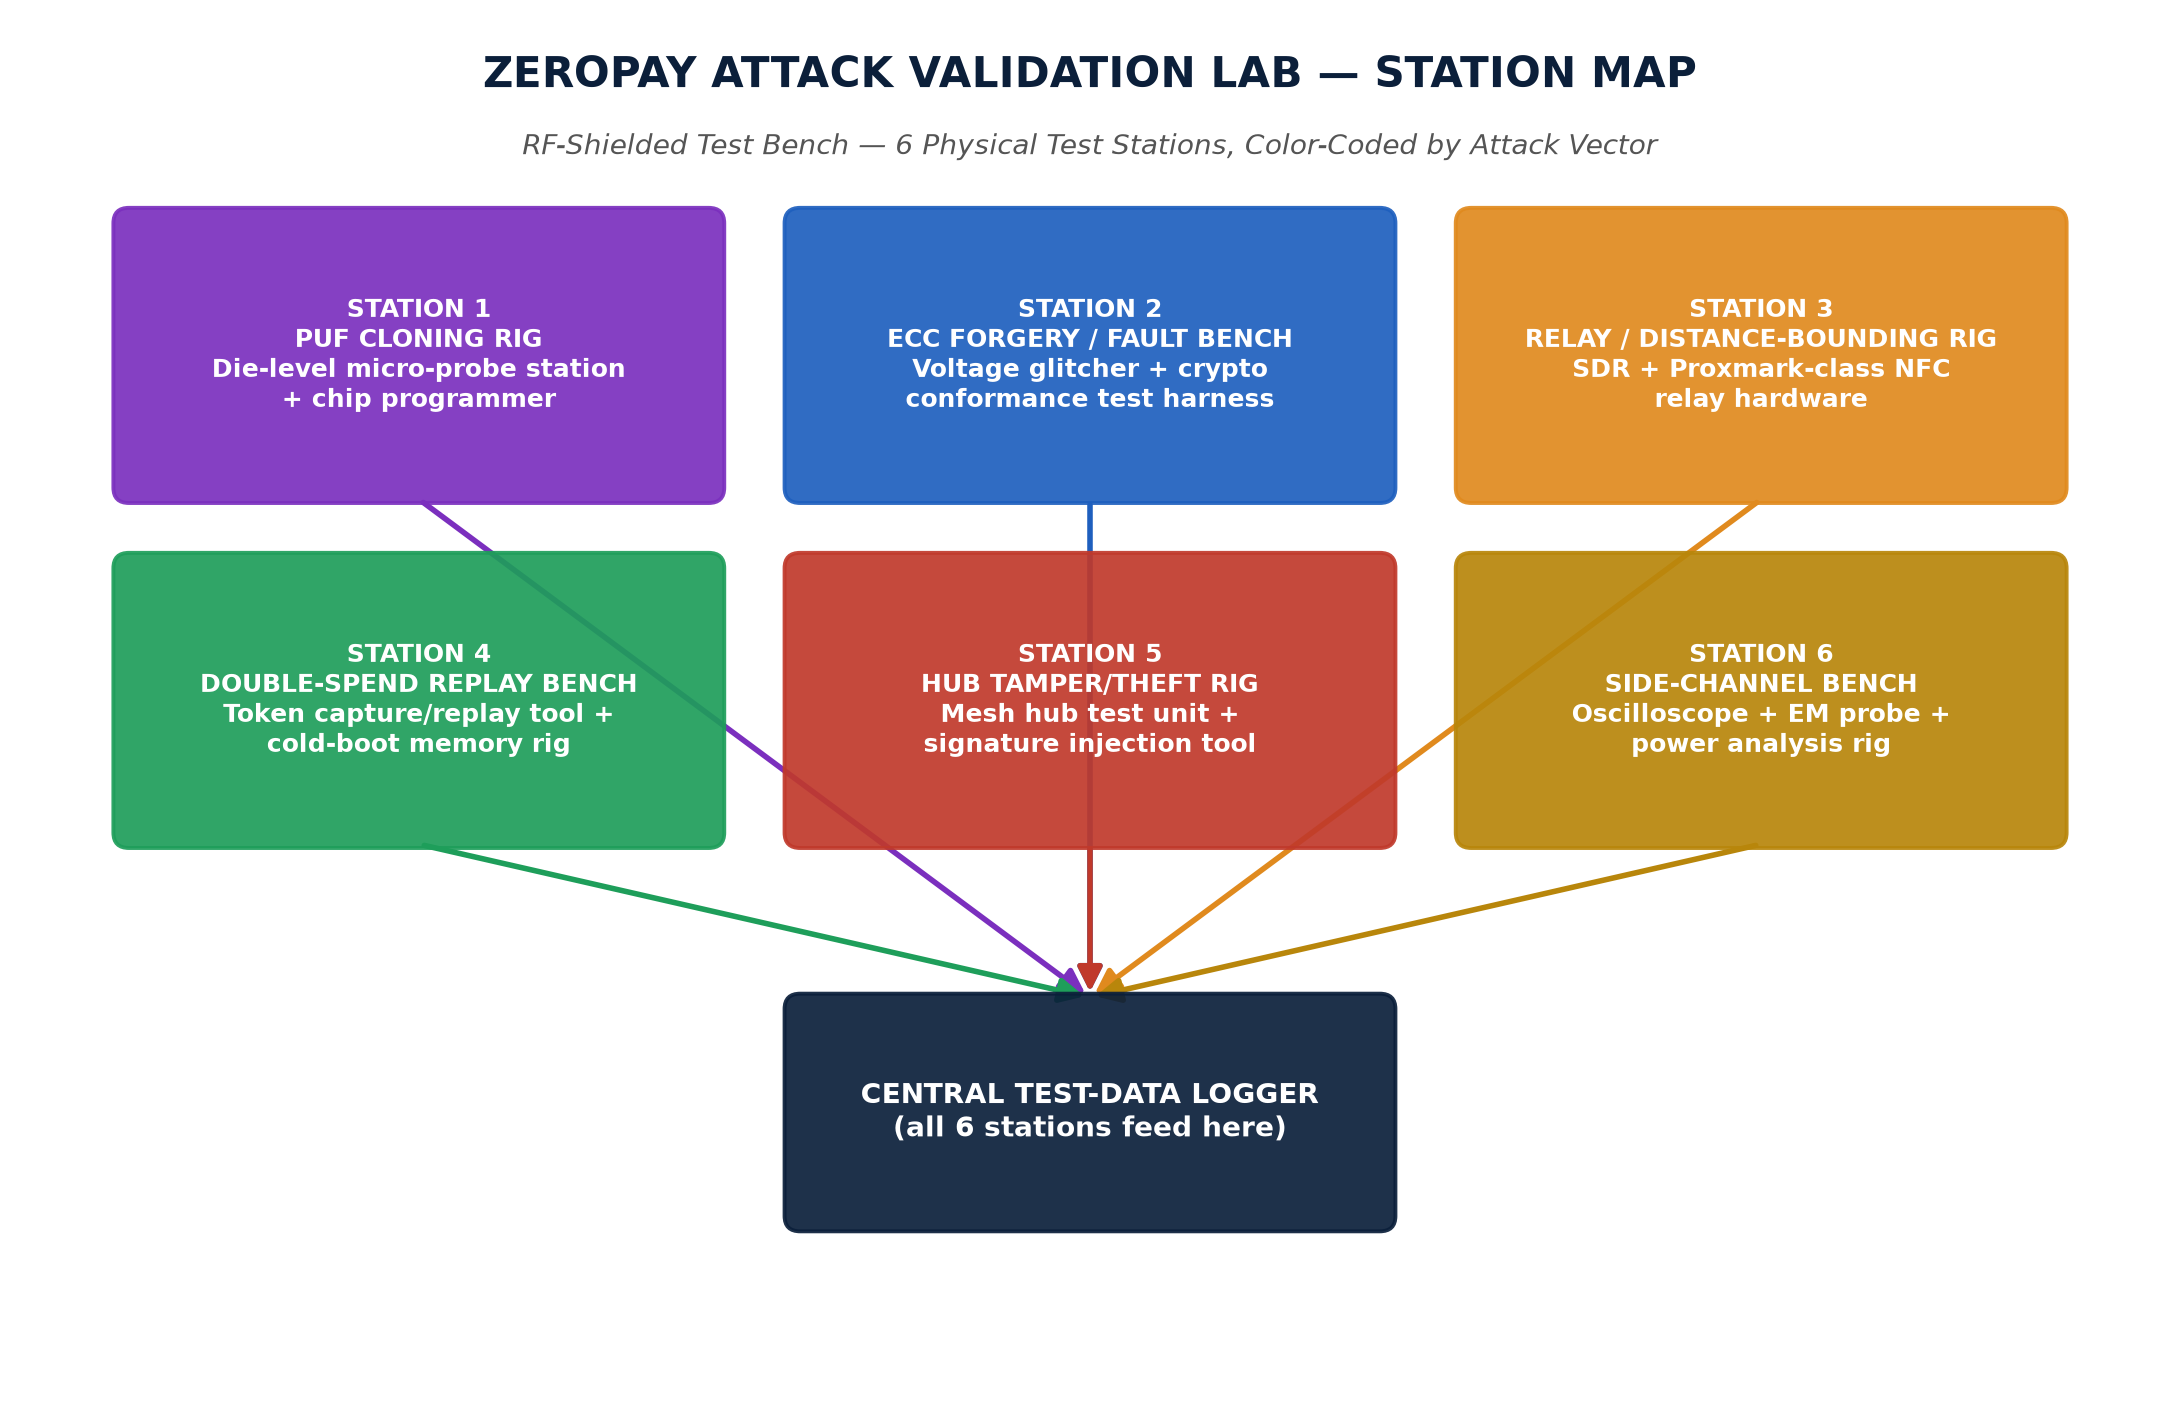 ZEROPAY ATTACK VALIDATION LAB — STATION MAP
RF-Shielded Test Bench — 6 Physical Test Stations, Color-Coded by Attack Vector
STATION 1
PUF CLONING RIG
Die-level micro-probe station
+ chip programmer
STATION 2
ECC FORGERY / FAULT BENCH
Voltage glitcher + crypto
conformance test harness
STATION 3
RELAY / DISTANCE-BOUNDING RIG
SDR + Proxmark-class NFC
relay hardware
STATION 4
DOUBLE-SPEND REPLAY BENCH
Token capture/replay tool +
cold-boot memory rig
STATION 5
HUB TAMPER/THEFT RIG
Mesh hub test unit +
signature injection tool
STATION 6
SIDE-CHANNEL BENCH
Oscilloscope + EM probe +
power analysis rig
CENTRAL TEST-DATA LOGGER
(all 6 stations feed here)